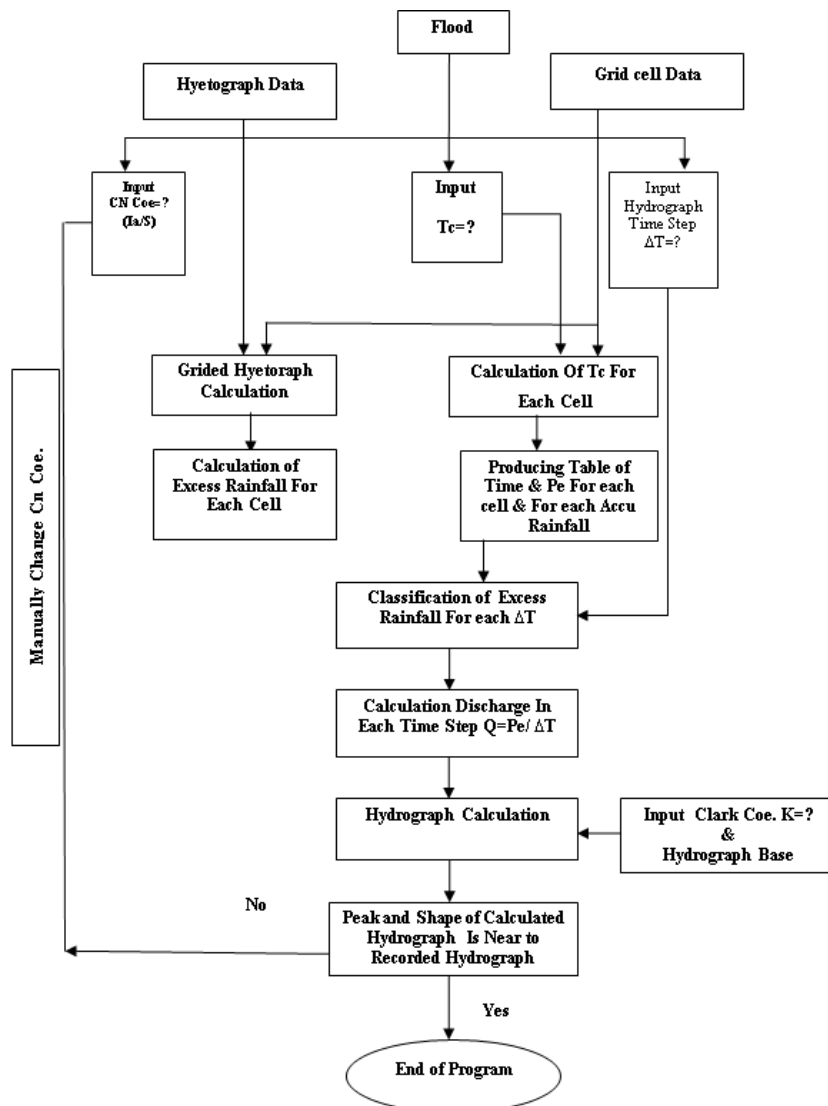 Flood
Hyetograph Data
Grid cell Data
Input
CN Coe=?
(Ia/S)
Input
Tc=?
Input
Hydrograph
Time Step
ΔT=?
Grided Hyetoraph
Calculation
Calculation Of Tc For
Each Cell
Manually Change Cn Coe.
Calculation of
Excess Rainfall For
Each Cell
Producing Table of
Time & Pe For each
cell & For each Accu
Rainfall
Classification of Excess
Rainfall For each ΔT
Calculation Discharge In
Each Time Step Q=Pe/ ΔT
Hydrograph Calculation
Input Clark Coe. K=?
&
Hydrograph Base
No
Peak and Shape of Calculated
Hydrograph Is Near to
Recorded Hydrograph
Yes
End of Program